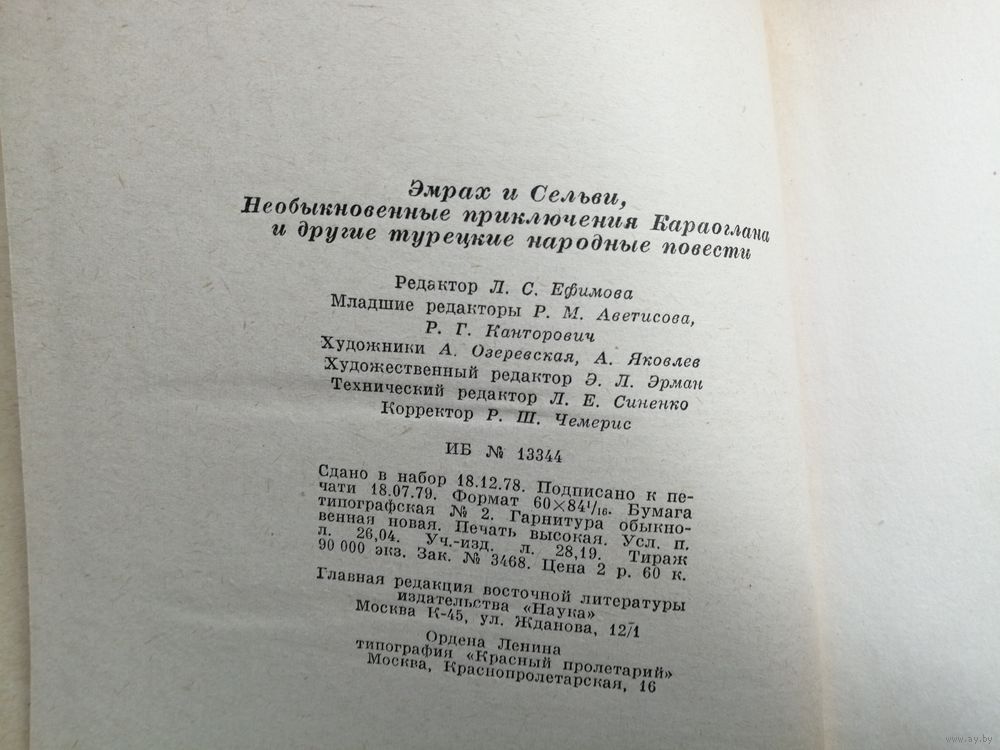 Эмрах и Сельви,
Необыкновенные приключения Караоглана
и другие турецкие народные повести
Редактор Л. С. Ефимова
Младшие редакторы Р. М. Аветисова,
Р. Г. Канторович
Художники А. Озеревская, А. Яковлев
Художественный редактор Э. Л. Эрман
Технический редактор Л. Е. Синенко
Корректор Р. Ш. Чемерис
ИБ № 13344
Сдано в набор 18.12.78. Подписано к пе-
чати 18.07.79. Формат 60×84¹/₁₆. Бумага
типографская № 2. Гарнитура обыкно-
венная новая. Печать высокая. Усл. п.
л. 26,04. Уч.-изд. л. 28,19. Тираж
90 000 экз. Зак. № 3468. Цена 2 р. 60 к.
Главная редакция восточной литературы
издательства «Наука»
Москва К-45, ул. Жданова, 12/1
Ордена Ленина
типография «Красный пролетарий»
Москва, Краснопролетарская, 16
www.ay.by